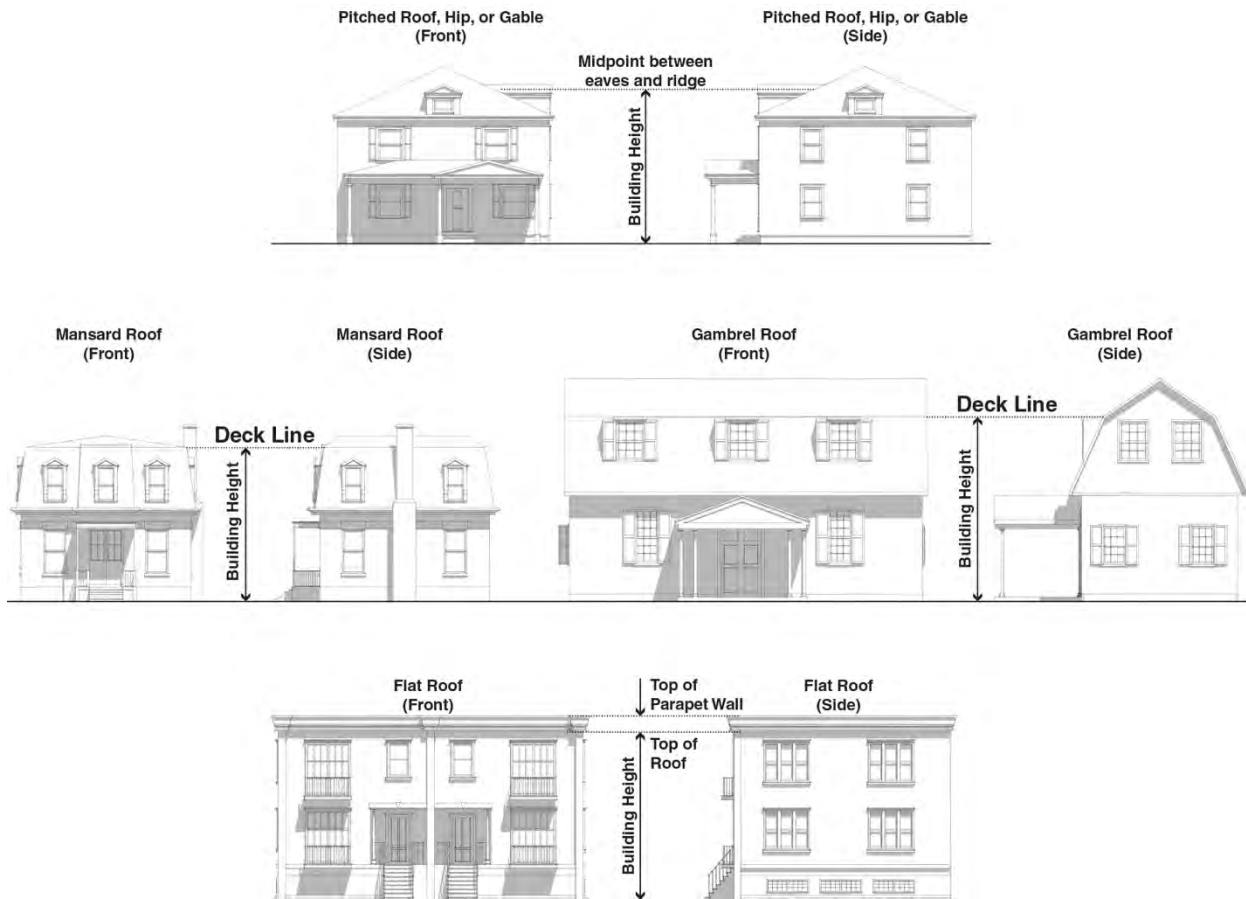 Pitched Roof, Hip, or Gable
(Front)
Pitched Roof, Hip, or Gable
(Side)
Midpoint between
eaves and ridge
Building Height
Mansard Roof
(Front)
Mansard Roof
(Side)
Gambrel Roof
(Front)
Gambrel Roof
(Side)
Deck Line
Building Height
Deck Line
Building Height
Flat Roof
(Front)
Top of
Parapet Wall
Flat Roof
(Side)
Top of
Roof
Building Height